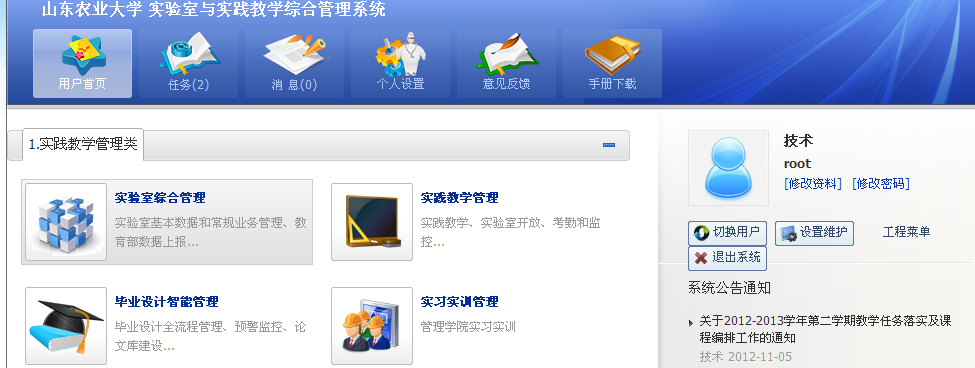 山东农业大学 实验室与实践教学综合管理系统
用户首页
任务(2)
消 息(0)
个人设置
意见反馈
手册下载
1.实践教学管理类
实验室综合管理
实验室基本数据和常规业务管理、教
育部数据上报...
实践教学管理
实践教学、实验室开放、考勤和监
控...
毕业设计智能管理
毕业设计全流程管理、预警监控、论
文库建设...
实习实训管理
管理学院实习实训
技术
root
[修改资料] [修改密码]
切换用户
设置维护
工程菜单
退出系统
系统公告通知
关于2012-2013学年第二学期教学任务落实及课
程编排工作的通知
技术 2012-11-05